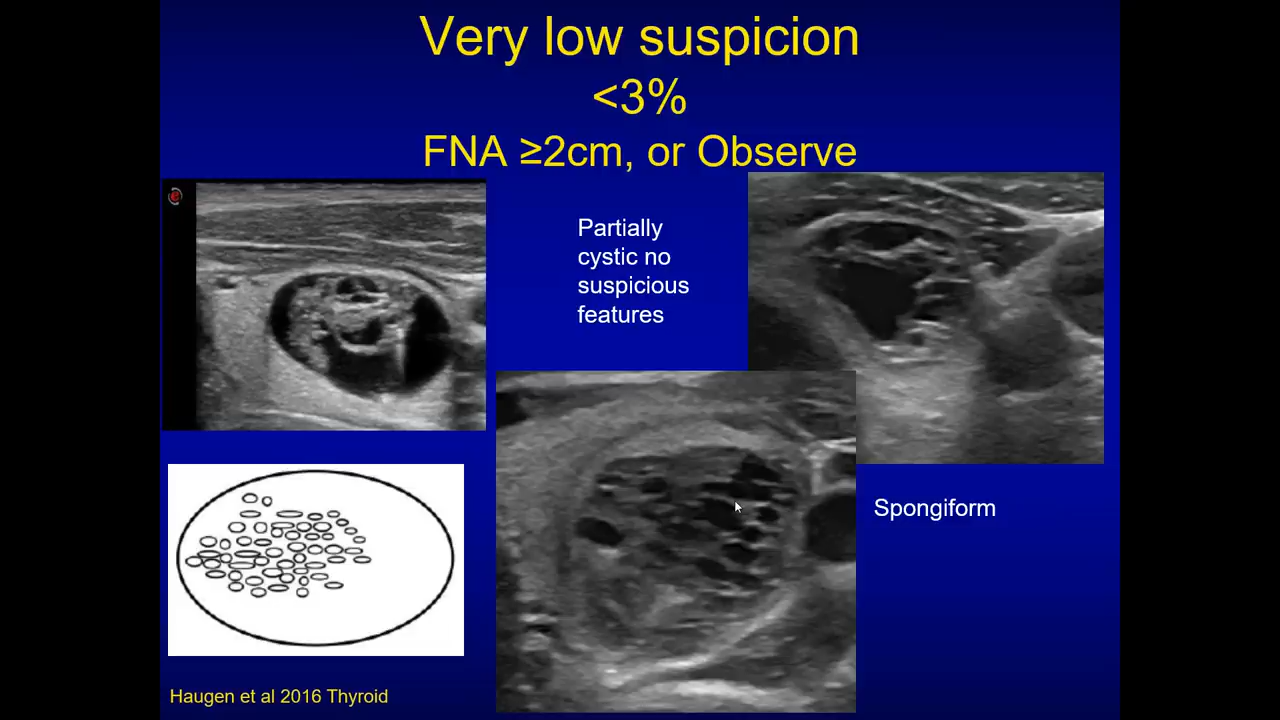 Very low suspicion
<3%
FNA ≥2cm, or Observe
Partially
cystic no
suspicious
features
Spongiform
Haugen et al 2016 Thyroid